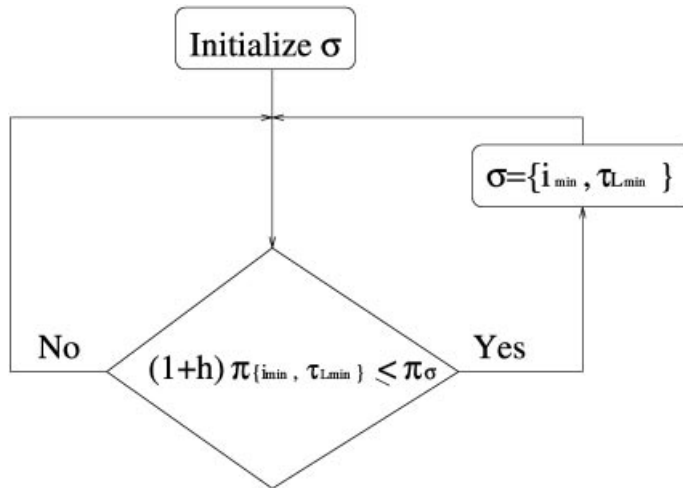 Initialize σ
σ={i min , τLmin }
No
(1+h) π{imin , τLmin } ≤ πσ
Yes